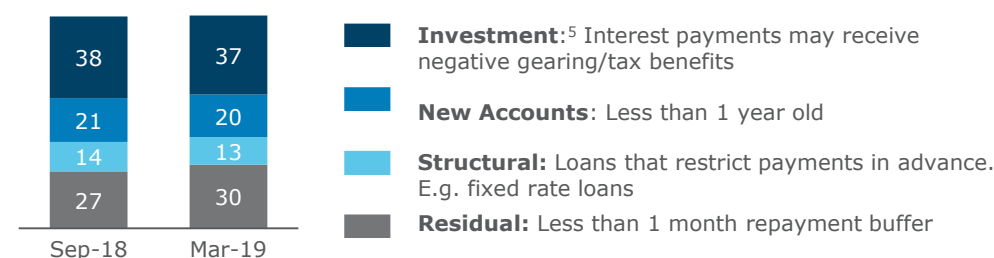 38
37
21
20
14
13
27
30
Sep-18
Mar-19
Investment:⁵ Interest payments may receive
negative gearing/tax benefits
New Accounts: Less than 1 year old
Structural: Loans that restrict payments in advance.
E.g. fixed rate loans
Residual: Less than 1 month repayment buffer